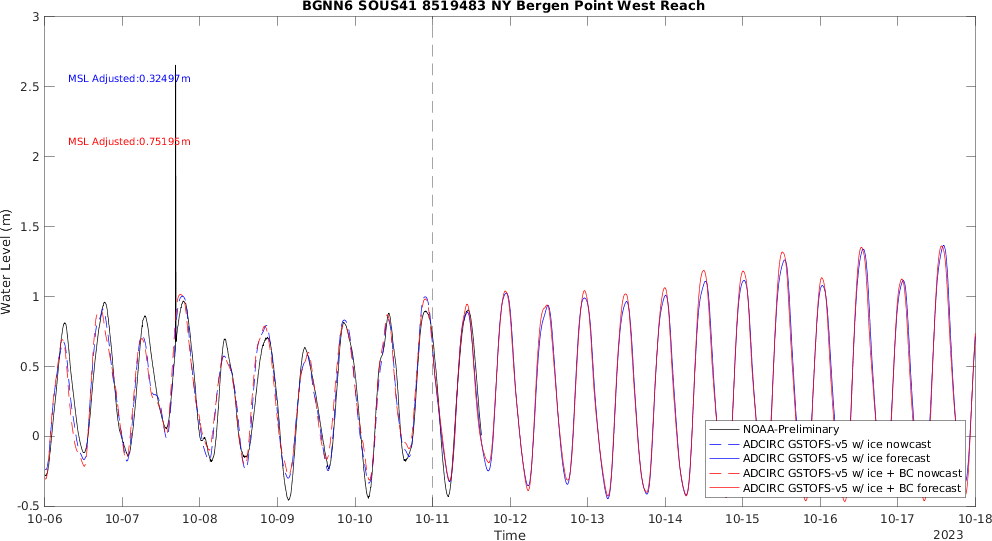 BGNN6 SOUS41 8519483 NY Bergen Point West Reach
3
2.5
2
1.5
1
0.5
0
-0.5
Water Level (m)
MSL Adjusted:0.32497m
MSL Adjusted:0.75195m
NOAA-Preliminary
ADCIRC GSTOFS-v5 w/ ice nowcast
ADCIRC GSTOFS-v5 w/ ice forecast
ADCIRC GSTOFS-v5 w/ ice + BC nowcast
ADCIRC GSTOFS-v5 w/ ice + BC forecast
10-06 10-07 10-08 10-09 10-10 10-11 10-12 10-13 10-14 10-15 10-16 10-17 10-18
Time
2023